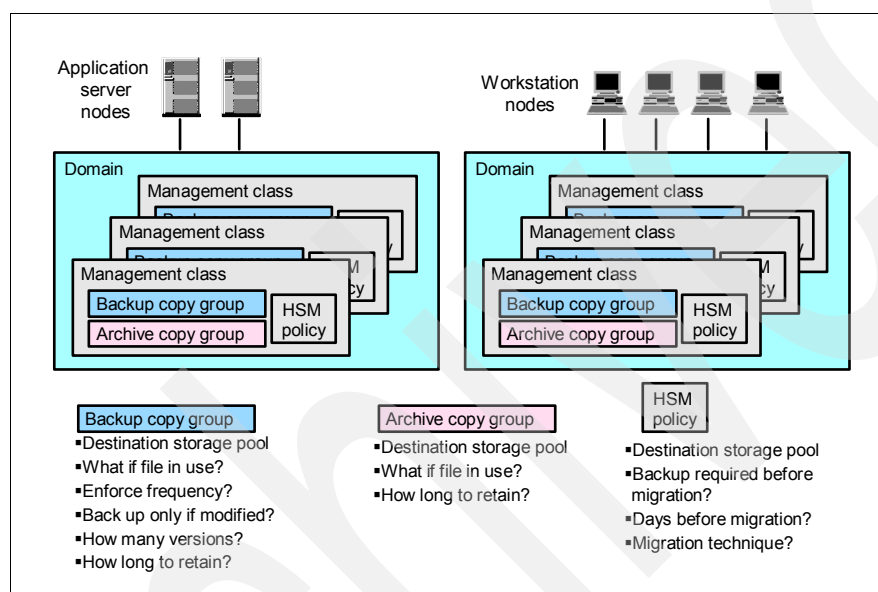 Application
server
nodes
Workstation
nodes
Domain
Management class
Management class
Management class
Backup copy group
Archive copy group
HSM
policy
Domain
Management class
Management class
Management class
Backup copy group
Archive copy group
HSM
policy
Backup copy group
▪Destination storage pool
▪What if file in use?
▪Enforce frequency?
▪Back up only if modified?
▪How many versions?
▪How long to retain?
Archive copy group
▪Destination storage pool
▪What if file in use?
▪How long to retain?
HSM
policy
▪Destination storage pool
▪Backup required before
migration?
▪Days before migration?
▪Migration technique?